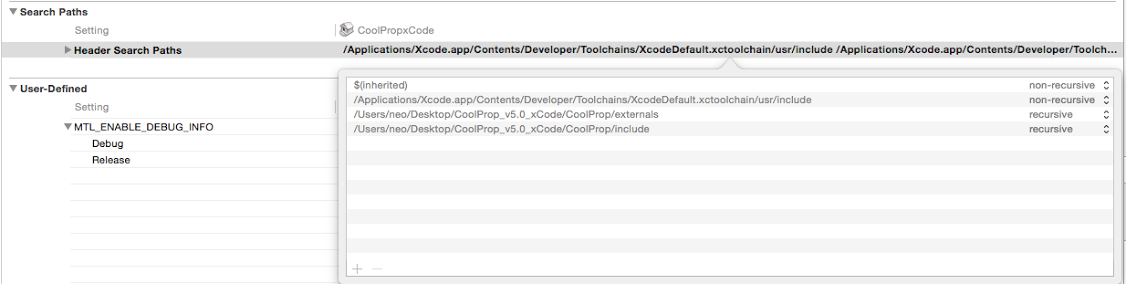 Search Paths
Setting CoolPropxCode
Header Search Paths /Applications/Xcode.app/Contents/Developer/Toolchains/XcodeDefault.xctoolchain/usr/include /Applications/Xcode.app/Contents/Developer/Toolch...
User-Defined
Setting
MTL_ENABLE_DEBUG_INFO
Debug
Release
$(inherited) non-recursive
/Applications/Xcode.app/Contents/Developer/Toolchains/XcodeDefault.xctoolchain/usr/include non-recursive
/Users/neo/Desktop/CoolProp_v5.0_xCode/CoolProp/externals recursive
/Users/neo/Desktop/CoolProp_v5.0_xCode/CoolProp/include recursive